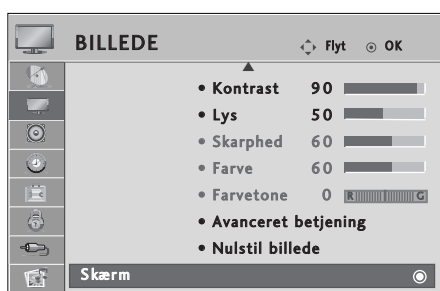 BILLEDE Flyt OK
• Kontrast 90
• Lys 50
• Skarphed 60
• Farve 60
• Farvetone 0 R G
• Avanceret betjening
• Nulstil billede
Skærm